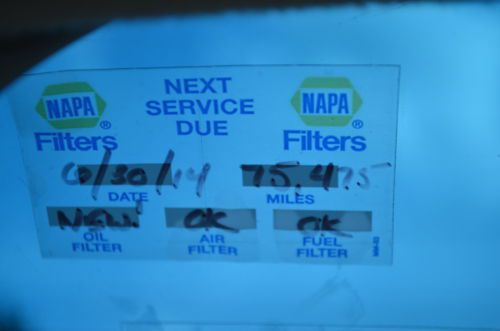 NAPA® NEXT NAPA®
Filters SERVICE Filters
DUE
6/30/14 75,475
DATE MILES
NEW! OK OK
OIL AIR FUEL
FILTER FILTER FILTER